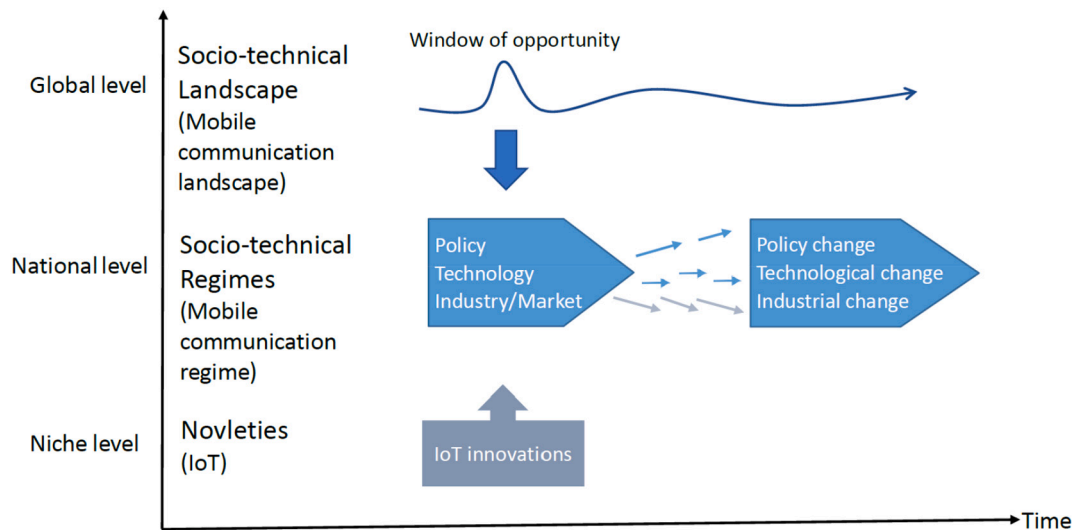 Window of opportunity
Global level
Socio-technical
Landscape
(Mobile
communication
landscape)
National level
Socio-technical
Regimes
(Mobile
communication
regime)
Policy
Technology
Industry/Market
Policy change
Technological change
Industrial change
Niche level
Novleties
(IoT)
IoT innovations
Time